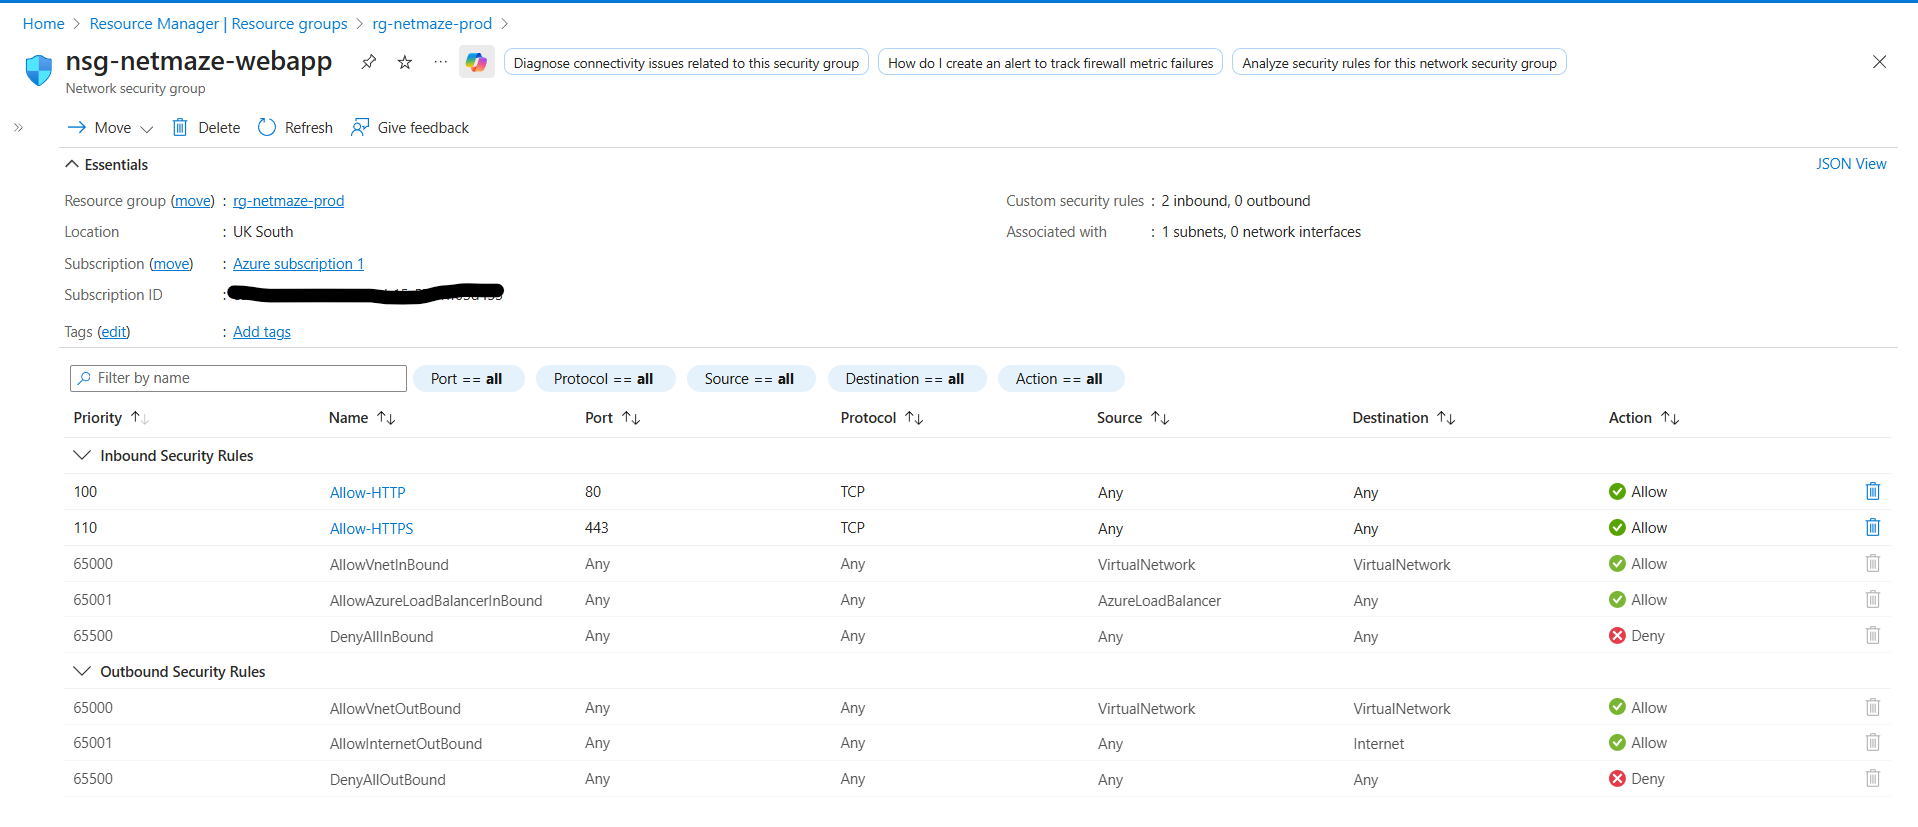 Home > Resource Manager | Resource groups > rg-netmaze-prod >
nsg-netmaze-webapp
Diagnose connectivity issues related to this security group
How do I create an alert to track firewall metric failures
Analyze security rules for this network security group
Network security group
Move
Delete
Refresh
Give feedback
Essentials
JSON View
Resource group (move) : rg-netmaze-prod
Custom security rules : 2 inbound, 0 outbound
Location : UK South
Associated with : 1 subnets, 0 network interfaces
Subscription (move) : Azure subscription 1
Subscription ID :
Tags (edit) : Add tags
Filter by name
Port == all
Protocol == all
Source == all
Destination == all
Action == all
Priority Name Port Protocol Source Destination Action
Inbound Security Rules
100 Allow-HTTP 80 TCP Any Any Allow
110 Allow-HTTPS 443 TCP Any Any Allow
65000 AllowVnetInBound Any Any VirtualNetwork VirtualNetwork Allow
65001 AllowAzureLoadBalancerInBound Any Any AzureLoadBalancer Any Allow
65500 DenyAllInBound Any Any Any Any Deny
Outbound Security Rules
65000 AllowVnetOutBound Any Any VirtualNetwork VirtualNetwork Allow
65001 AllowInternetOutBound Any Any Any Internet Allow
65500 DenyAllOutBound Any Any Any Any Deny